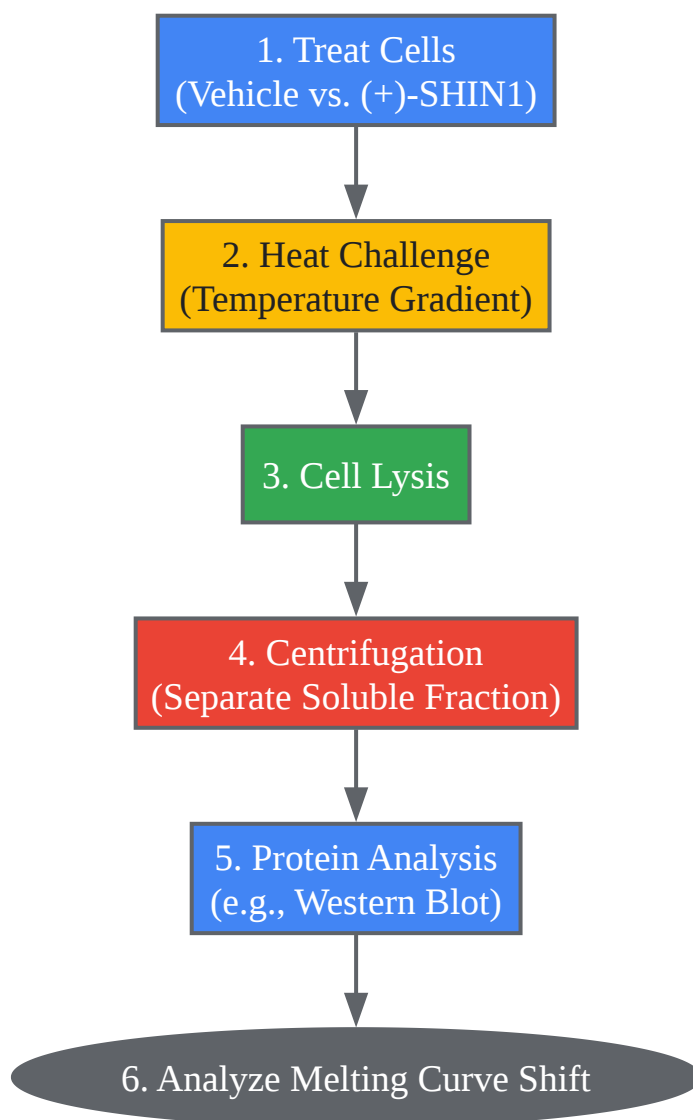 1. Treat Cells
(Vehicle vs. (+)-SHIN1)
2. Heat Challenge
(Temperature Gradient)
3. Cell Lysis
4. Centrifugation
(Separate Soluble Fraction)
5. Protein Analysis
(e.g., Western Blot)
6. Analyze Melting Curve Shift